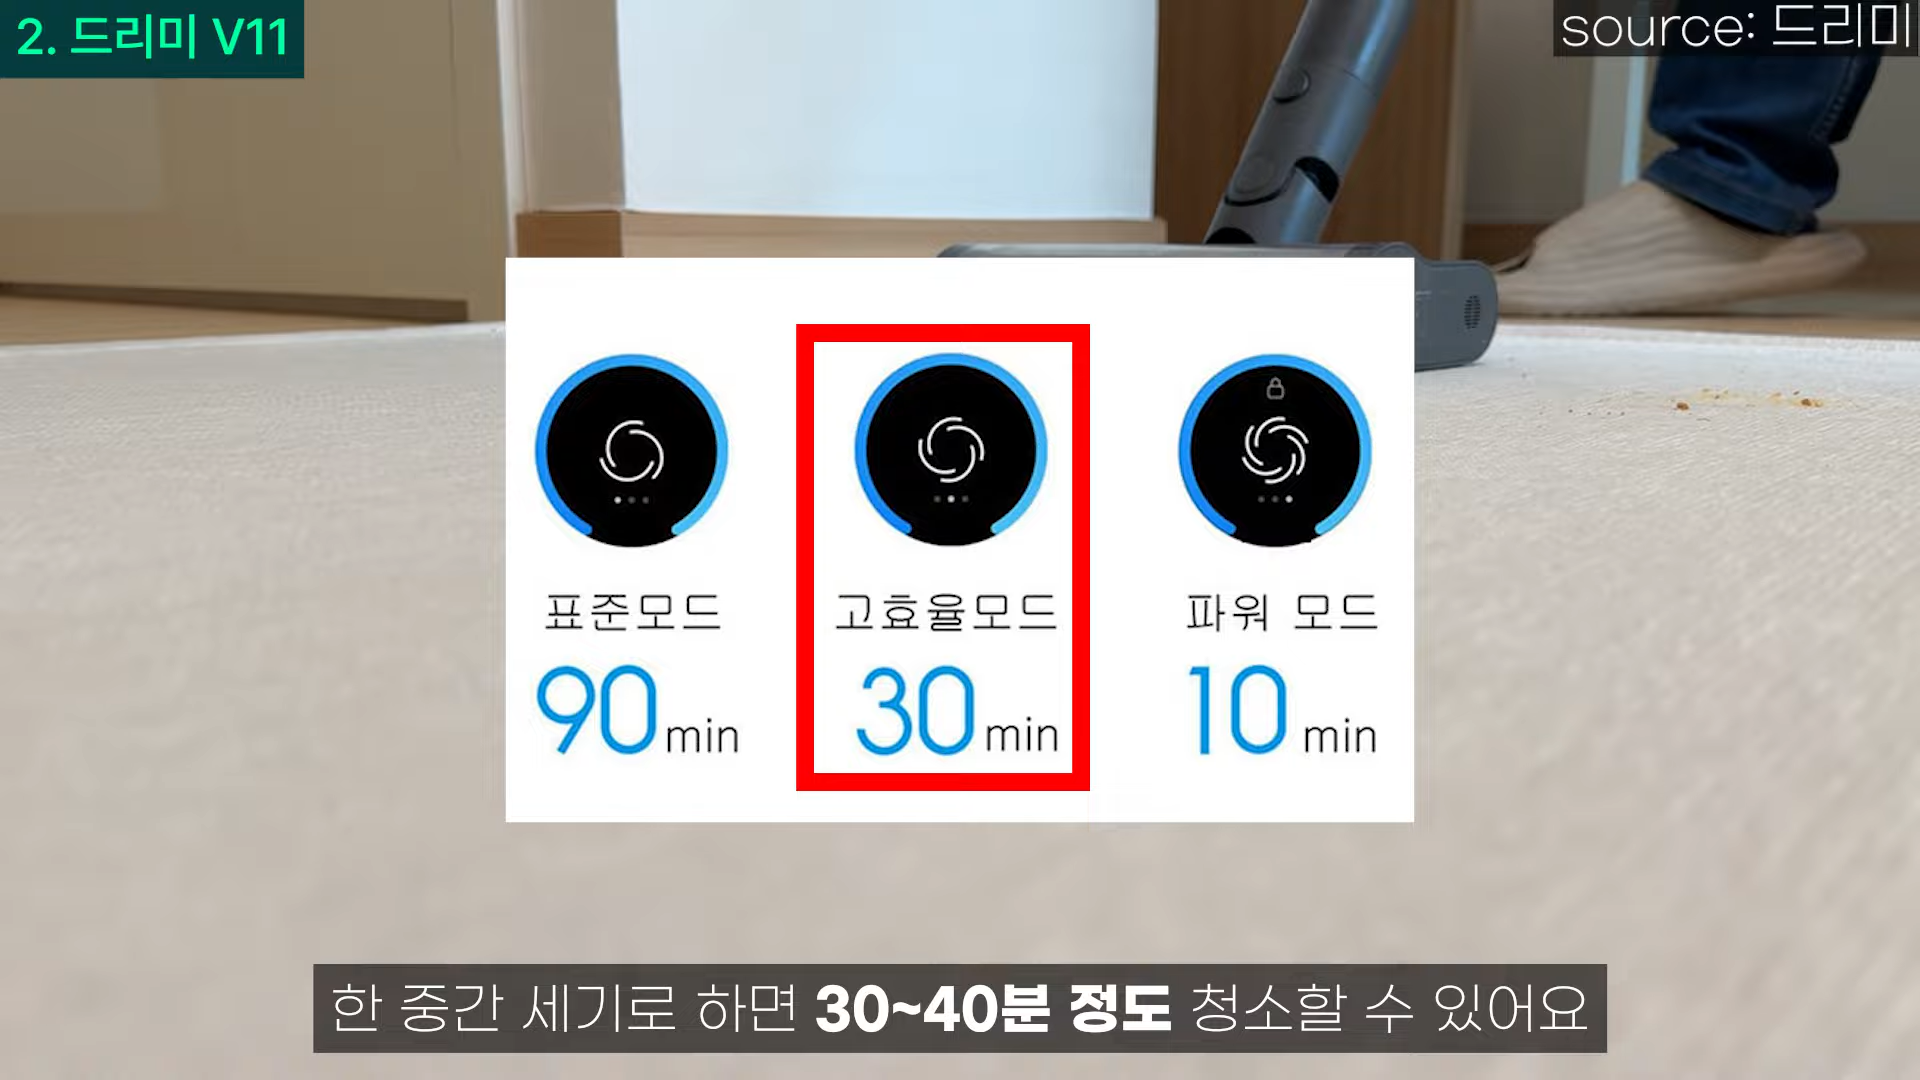 2. 드리미 V11
source: 드리미
표준모드
고효율모드
파워 모드
90min
30min
10min
한 중간 세기로 하면 30~40분 정도 청소할 수 있어요